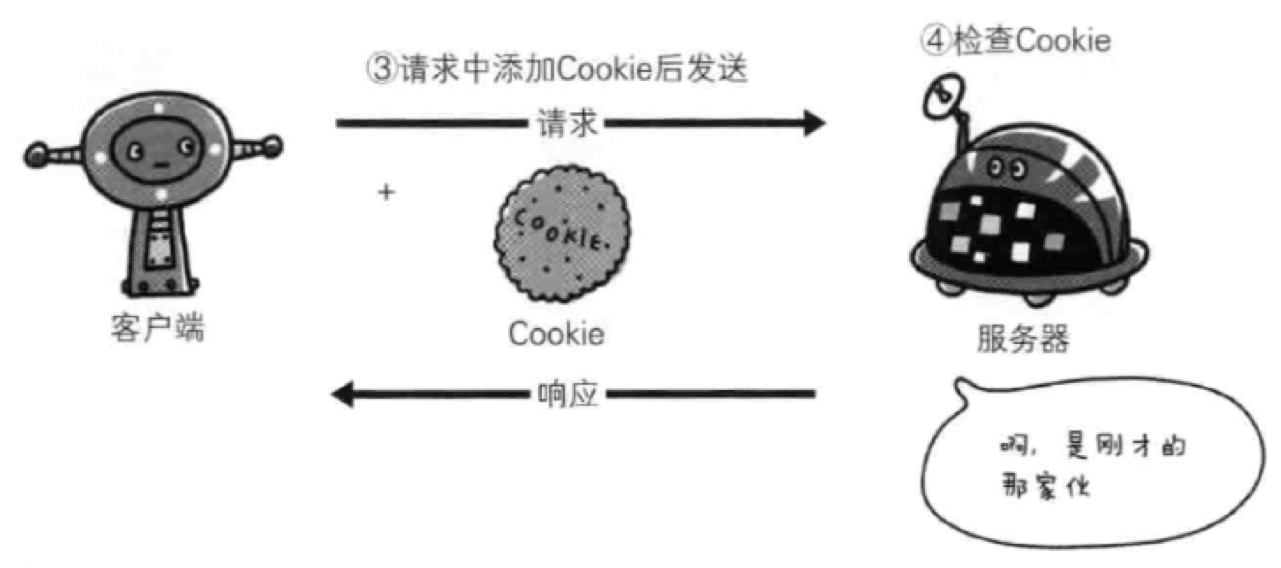 ④检查Cookie
③请求中添加Cookie后发送
请求
+
COOKIE.
客户端
Cookie
服务器
响应
啊,是刚才的
那家伙